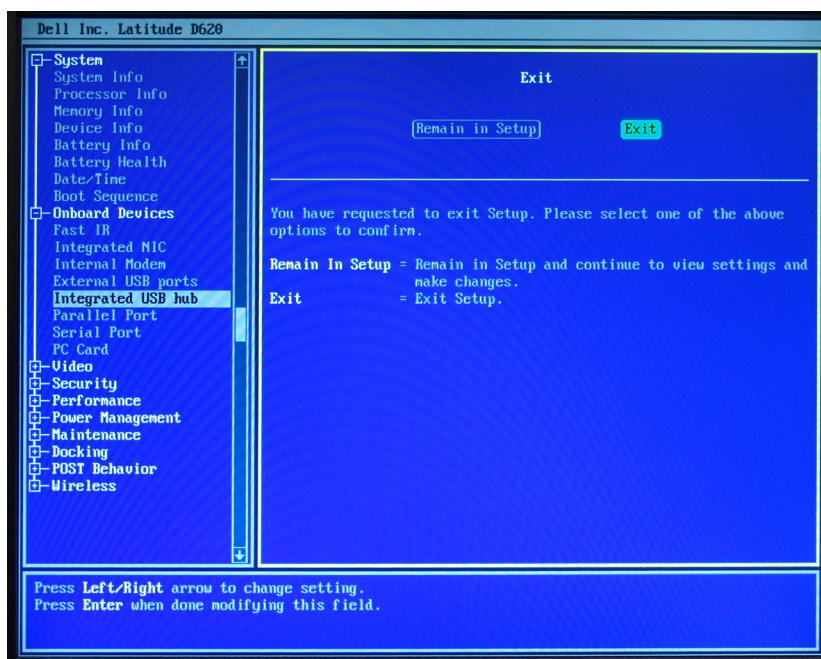 Dell Inc. Latitude D620
System
System Info
Processor Info
Memory Info
Device Info
Battery Info
Battery Health
Date/Time
Boot Sequence
Onboard Devices
Fast IR
Integrated NIC
Internal Modem
External USB ports
Integrated USB hub
Parallel Port
Serial Port
PC Card
Video
Security
Performance
Power Management
Maintenance
Docking
POST Behavior
Wireless
Exit
Remain in Setup Exit
You have requested to exit Setup. Please select one of the above
options to confirm.
Remain In Setup = Remain in Setup and continue to view settings and
make changes.
Exit = Exit Setup.
Press Left/Right arrow to change setting.
Press Enter when done modifying this field.